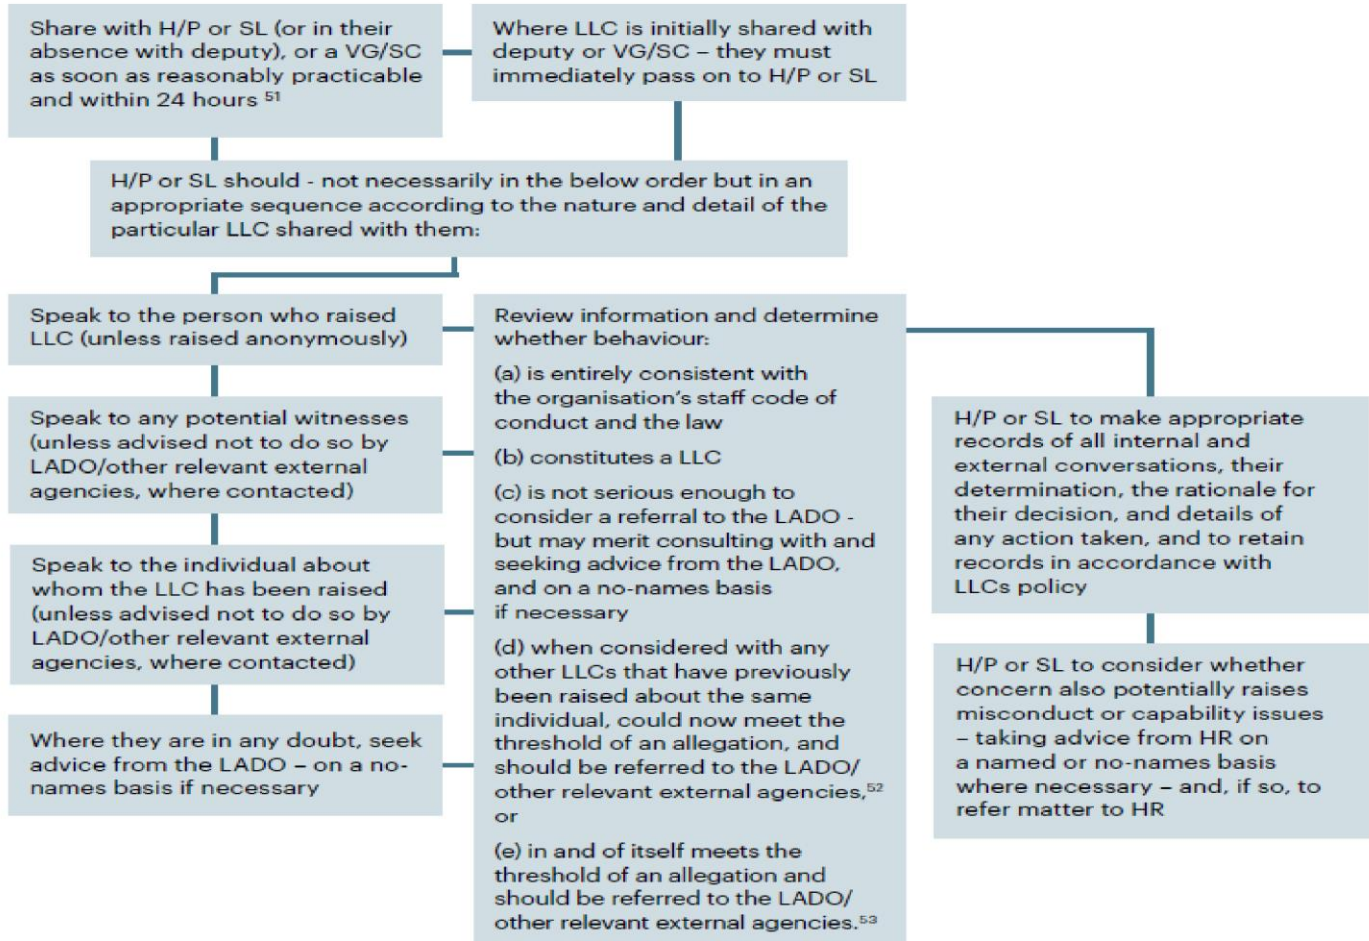 Share with H/P or SL (or in their
absence with deputy), or a VG/SC
as soon as reasonably practicable
and within 24 hours ⁵¹
Where LLC is initially shared with
deputy or VG/SC – they must
immediately pass on to H/P or SL
H/P or SL should - not necessarily in the below order but in an
appropriate sequence according to the nature and detail of the
particular LLC shared with them:
Speak to the person who raised
LLC (unless raised anonymously)
Speak to any potential witnesses
(unless advised not to do so by
LADO/other relevant external
agencies, where contacted)
Speak to the individual about
whom the LLC has been raised
(unless advised not to do so by
LADO/other relevant external
agencies, where contacted)
Where they are in any doubt, seek
advice from the LADO – on a no-
names basis if necessary
Review information and determine
whether behaviour:
(a) is entirely consistent with
the organisation's staff code of
conduct and the law
(b) constitutes a LLC
(c) is not serious enough to
consider a referral to the LADO -
but may merit consulting with and
seeking advice from the LADO,
and on a no-names basis
if necessary
(d) when considered with any
other LLCs that have previously
been raised about the same
individual, could now meet the
threshold of an allegation, and
should be referred to the LADO/
other relevant external agencies,⁵²
or
(e) in and of itself meets the
threshold of an allegation and
should be referred to the LADO/
other relevant external agencies.⁵³
H/P or SL to make appropriate
records of all internal and
external conversations, their
determination, the rationale for
their decision, and details of
any action taken, and to retain
records in accordance with
LLCs policy
H/P or SL to consider whether
concern also potentially raises
misconduct or capability issues
– taking advice from HR on
a named or no-names basis
where necessary – and, if so, to
refer matter to HR